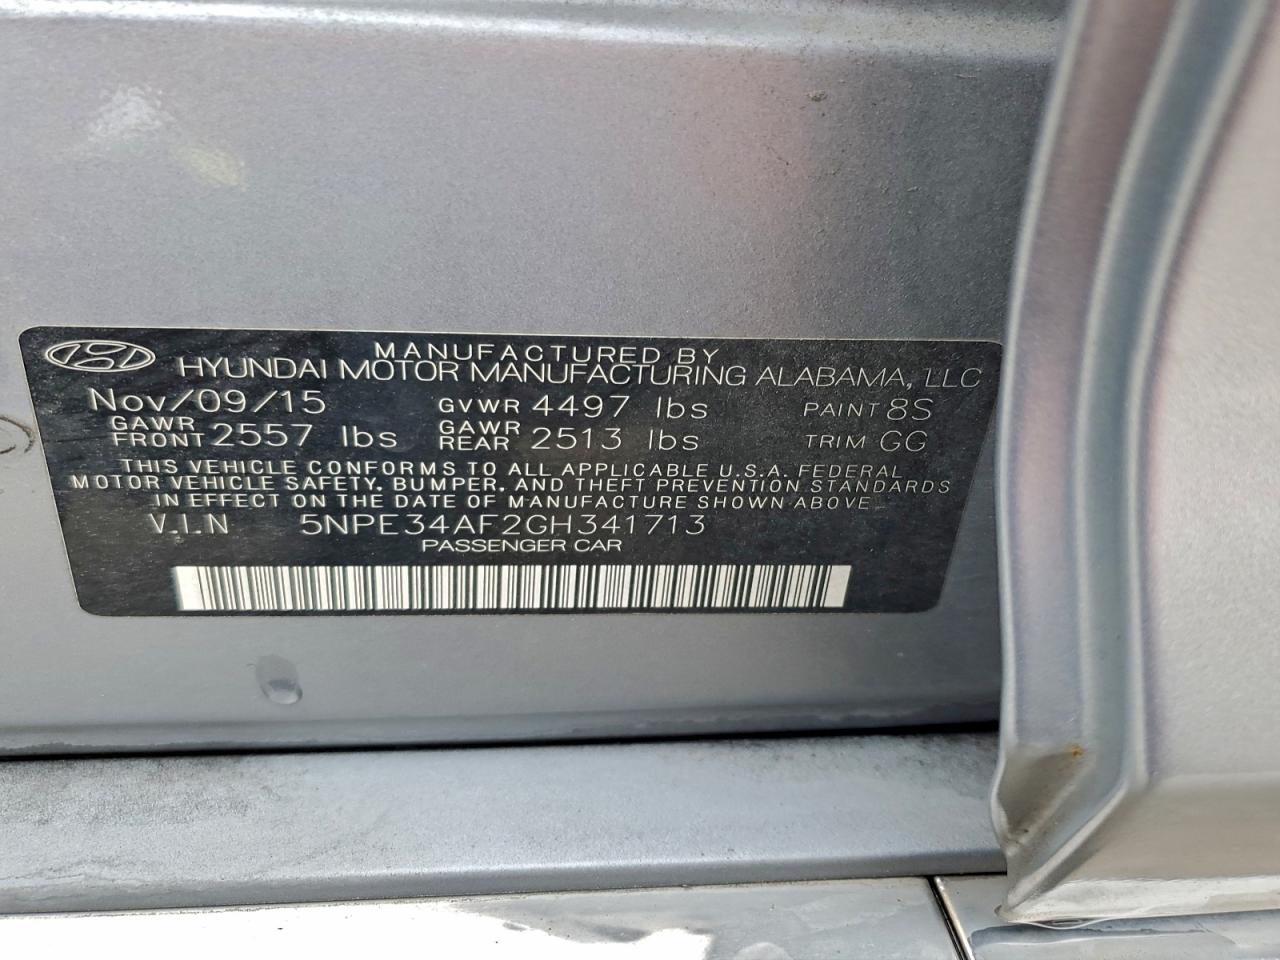 MANUFACTURED BY
HYUNDAI MOTOR MANUFACTURING ALABAMA, LLC
Nov/09/15 GVWR 4497 lbs PAINT 8S
GAWR FRONT 2557 lbs GAWR REAR 2513 lbs TRIM GG
THIS VEHICLE CONFORMS TO ALL APPLICABLE U.S.A. FEDERAL
MOTOR VEHICLE SAFETY, BUMPER, AND THEFT PREVENTION STANDARDS
IN EFFECT ON THE DATE OF MANUFACTURE SHOWN ABOVE.
V.I.N 5NPE34AF2GH341713
PASSENGER CAR